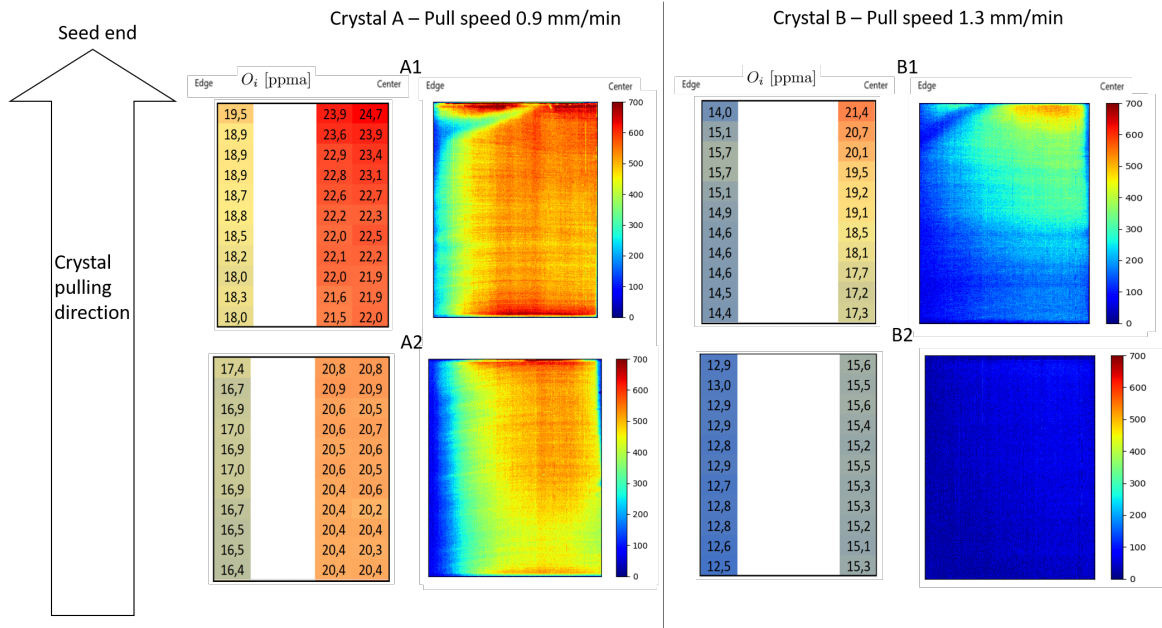 Crystal A – Pull speed 0.9 mm/min
Crystal B – Pull speed 1.3 mm/min
Seed end
Crystal
pulling
direction
A1
Edge O_i [ppma] Center
19,5 23,9 24,7
18,9 23,6 23,9
18,9 22,9 23,4
18,9 22,8 23,1
18,7 22,6 22,7
18,8 22,2 22,3
18,5 22,0 22,5
18,2 22,1 22,2
18,0 22,0 21,9
18,3 21,6 21,9
18,0 21,5 22,0
Edge Center
700
600
500
400
300
200
100
0
A2
17,4 20,8 20,8
16,7 20,9 20,9
16,9 20,6 20,5
17,0 20,6 20,7
16,9 20,5 20,6
17,0 20,6 20,5
16,9 20,4 20,6
16,7 20,4 20,2
16,5 20,4 20,4
16,5 20,4 20,3
16,4 20,4 20,4
700
600
500
400
300
200
100
0
B1
Edge O_i [ppma] Center
14,0 21,4
15,1 20,7
15,7 20,1
15,7 19,5
15,1 19,2
14,9 19,1
14,6 18,5
14,6 18,1
14,6 17,7
14,5 17,2
14,4 17,3
Edge Center
700
600
500
400
300
200
100
0
B2
12,9 15,6
13,0 15,5
12,9 15,6
12,9 15,4
12,8 15,2
12,9 15,5
12,7 15,3
12,8 15,3
12,8 15,2
12,6 15,1
12,5 15,3
700
600
500
400
300
200
100
0